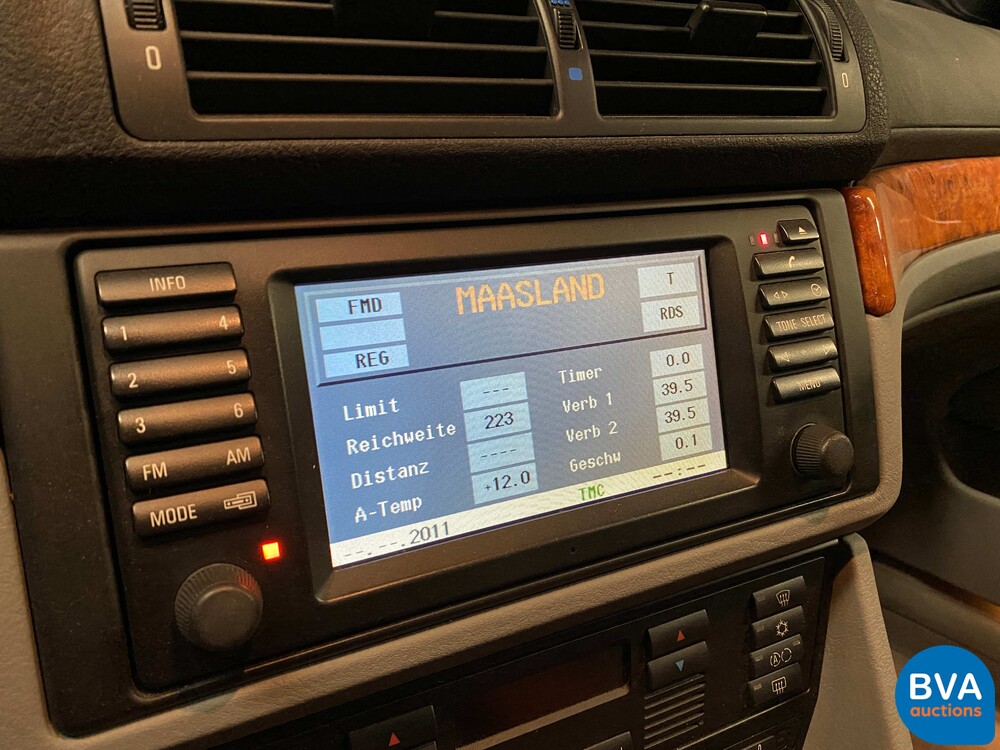 0
0
INFO
1 4
2 5
3 6
FM AM
MODE
FMD
REG
MAASLAND
T
RDS
Limit ---
Reichweite 223
Distanz ----
A-Temp +12.0
Timer 0.0
Verb 1 39.5
Verb 2 39.5
Geschw 0.1
--.--.2011 TMC --:--
TONE SELECT
MENU
A
BVA
auctions